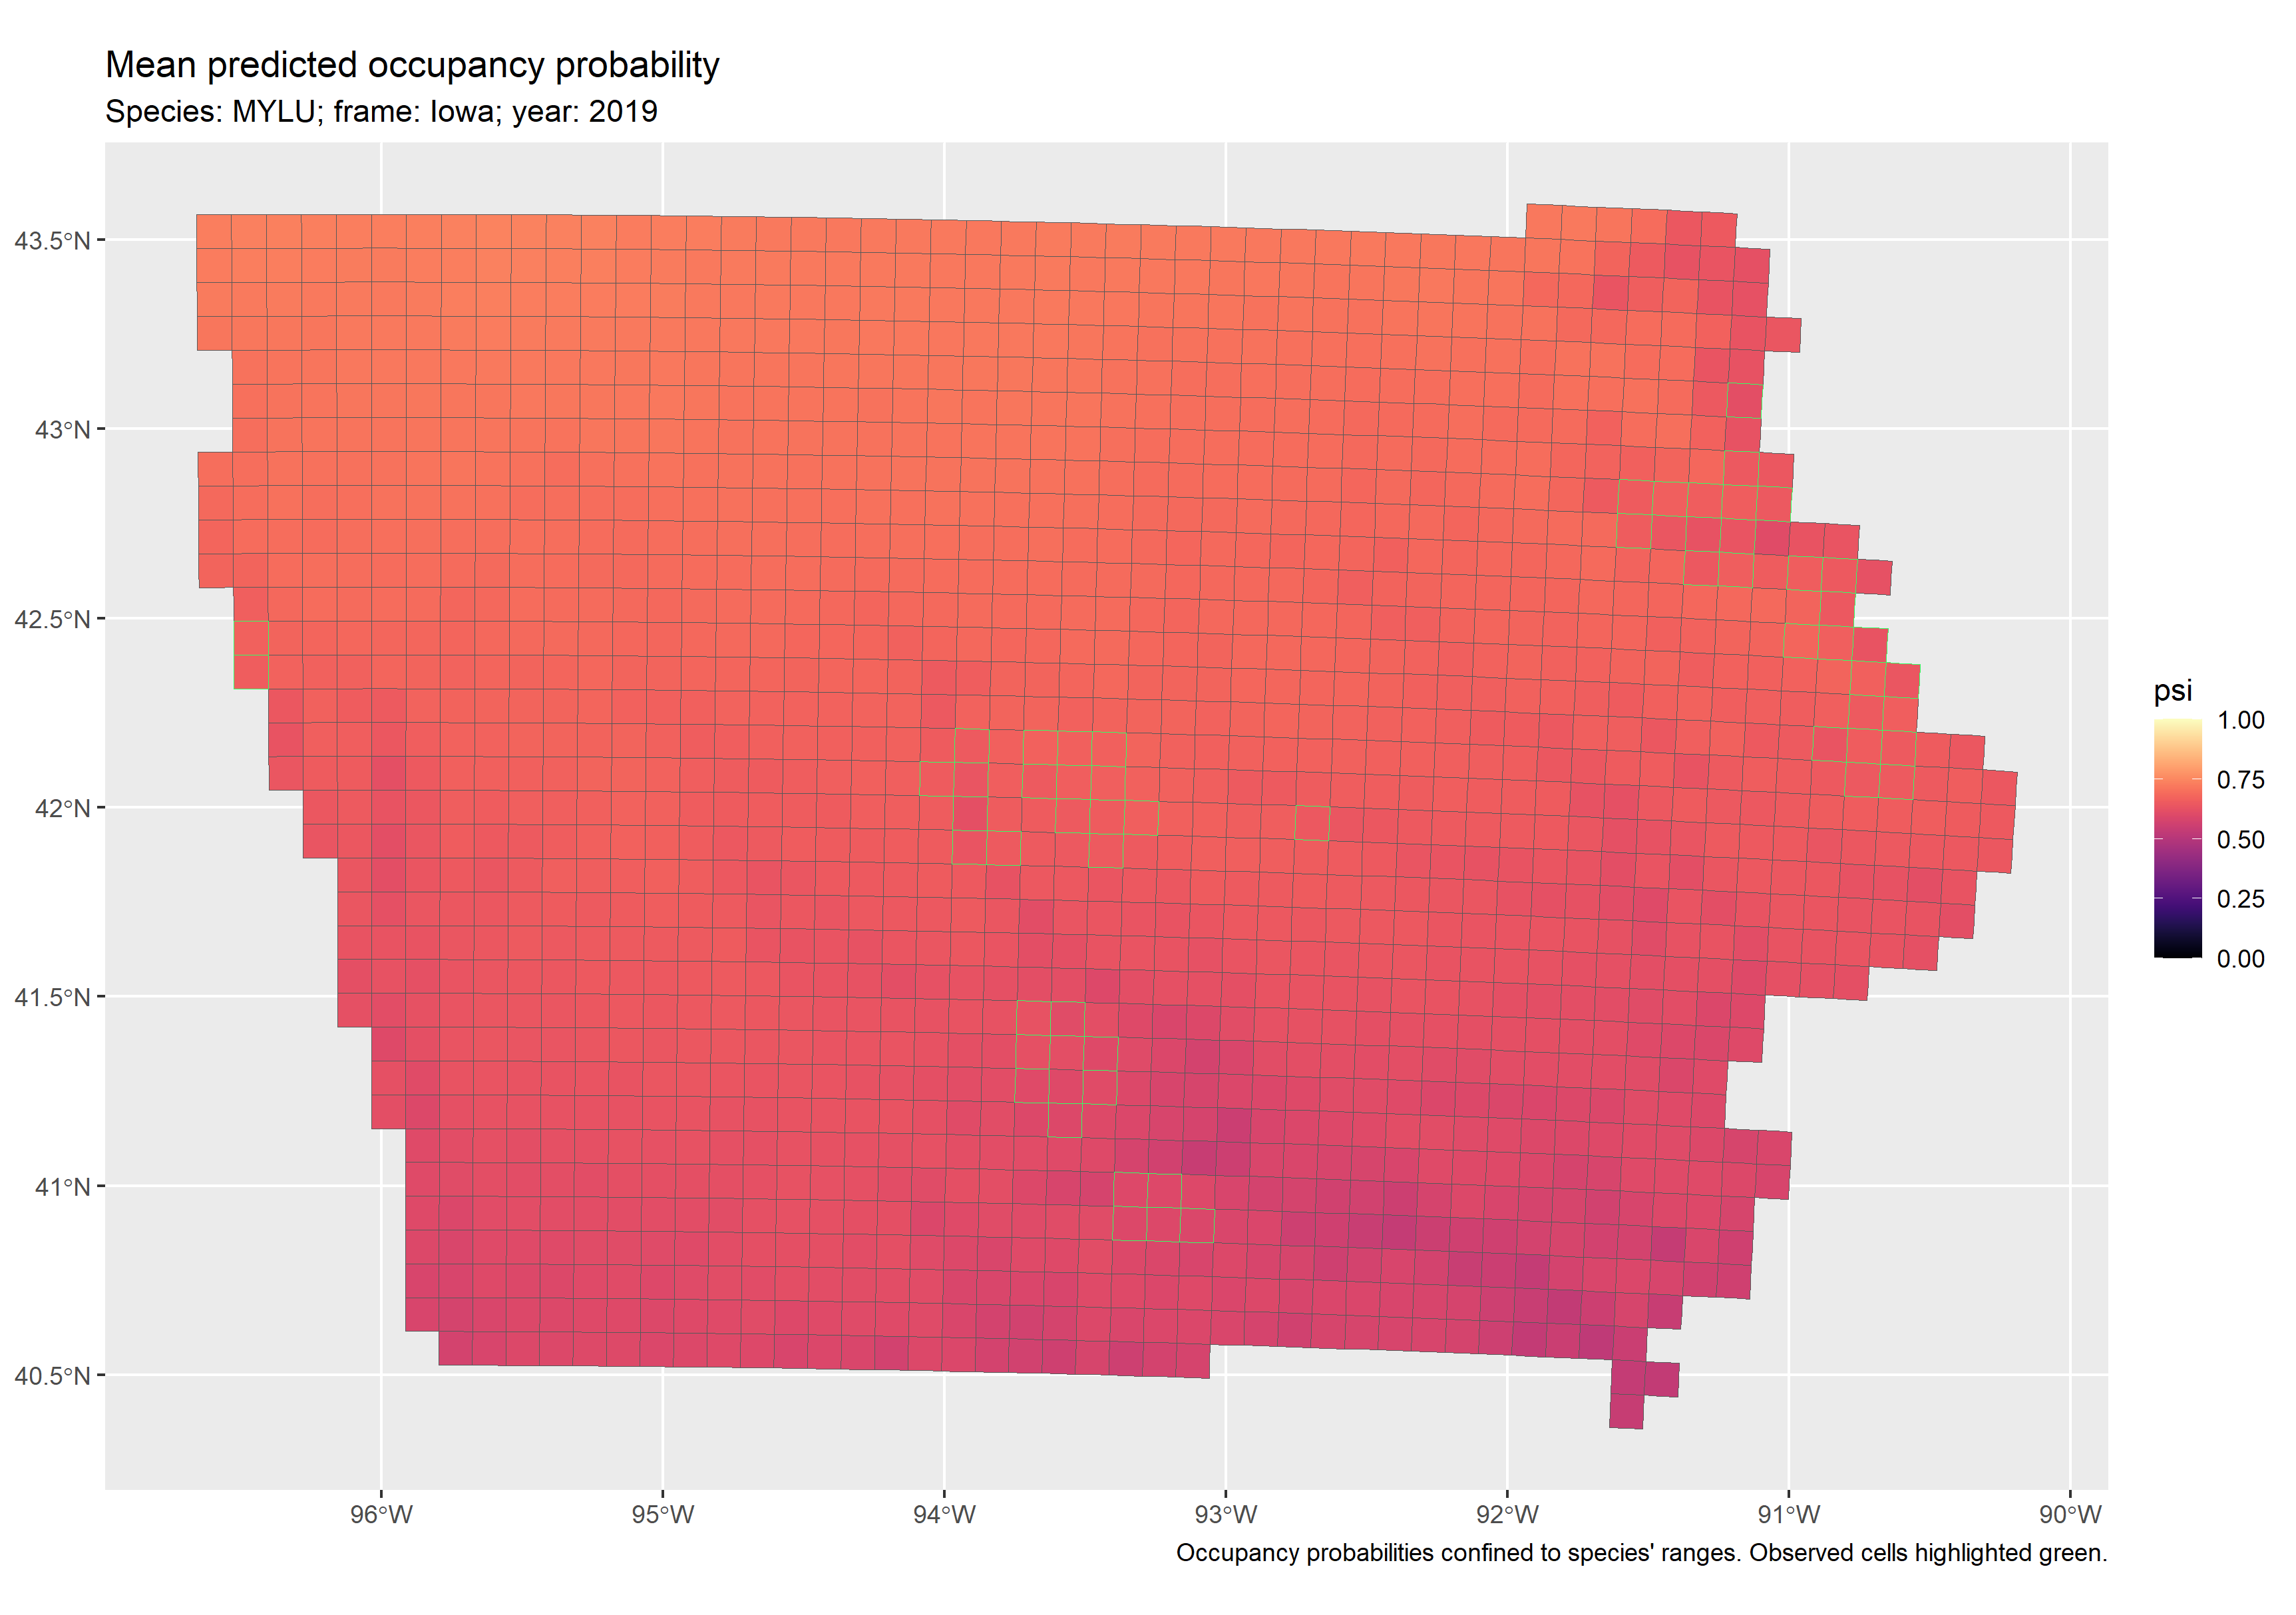 Mean predicted occupancy probability
Species: MYLU; frame: Iowa; year: 2019
43.5°N
43°N
42.5°N
42°N
41.5°N
41°N
40.5°N
96°W
95°W
94°W
93°W
92°W
91°W
90°W
psi
1.00
0.75
0.50
0.25
0.00
Occupancy probabilities confined to species' ranges. Observed cells highlighted green.